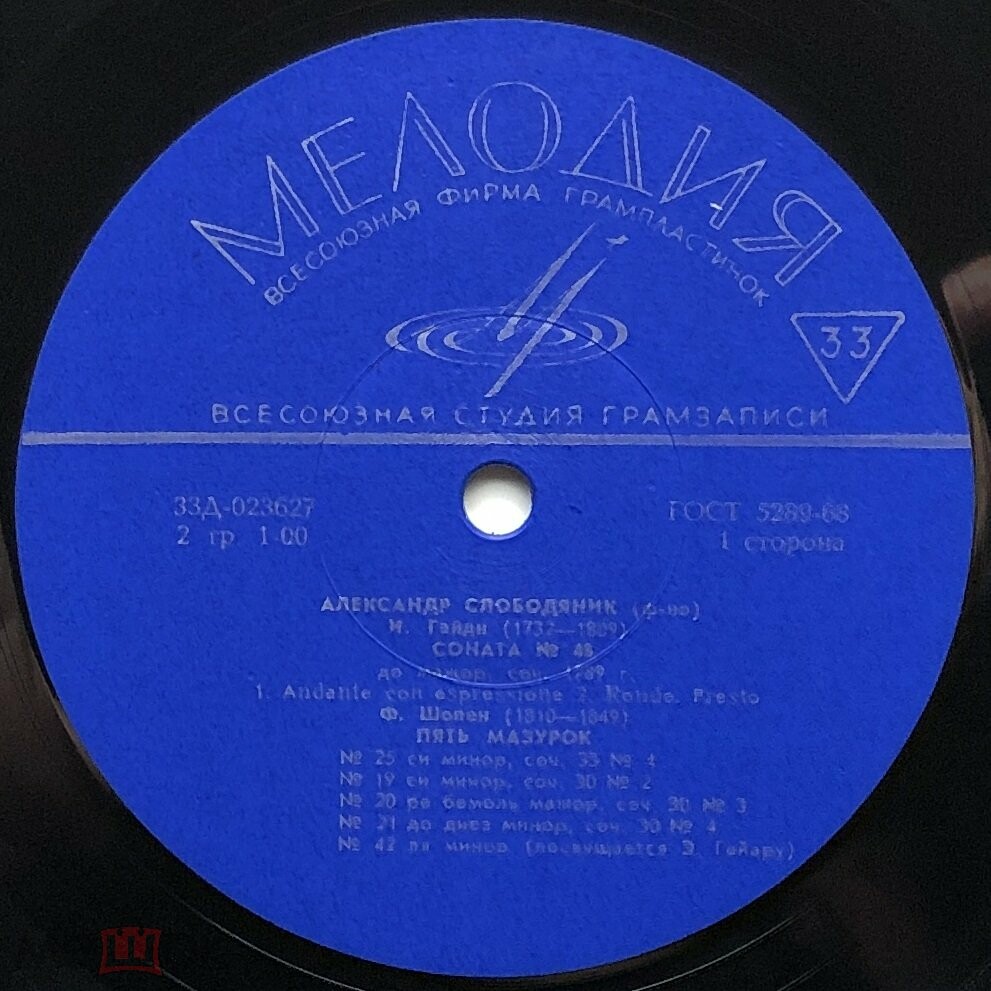 МЕЛОДИЯ
ВСЕСОЮЗНАЯ ФИРМА ГРАМПЛАСТИНОК
33
ВСЕСОЮЗНАЯ СТУДИЯ ГРАМЗАПИСИ
33Д-023627
2 гр. 1-00
ГОСТ 5289-68
1 сторона
АЛЕКСАНДР СЛОБОДЯНИК (ф-но)
И. Гайдн (1732—1809)
СОНАТА № 48
до мажор, соч. 1789 г.
1. Andante con espressione 2. Rondo. Presto
Ф. Шопен (1810—1849)
ПЯТЬ МАЗУРОК
№ 25 си минор, соч. 33 № 4
№ 19 си минор, соч. 30 № 2
№ 20 ре бемоль мажор, соч. 30 № 3
№ 21 до диез минор, соч. 30 № 4
№ 42 ля минор (посвящается Э. Гайару)